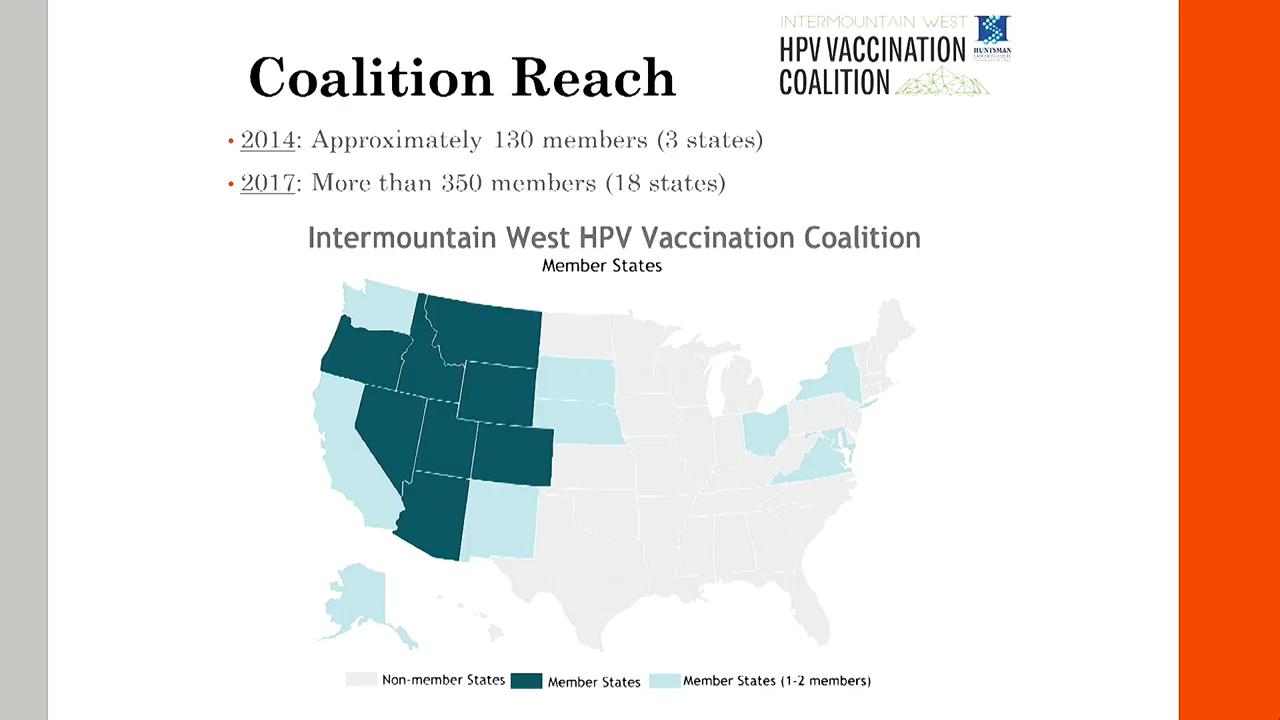 INTERMOUNTAIN WEST
HPV VACCINATION
COALITION
HUNTSMAN
Coalition Reach
• 2014: Approximately 130 members (3 states)
• 2017: More than 350 members (18 states)
Intermountain West HPV Vaccination Coalition
Member States
Non-member States
Member States
Member States (1-2 members)